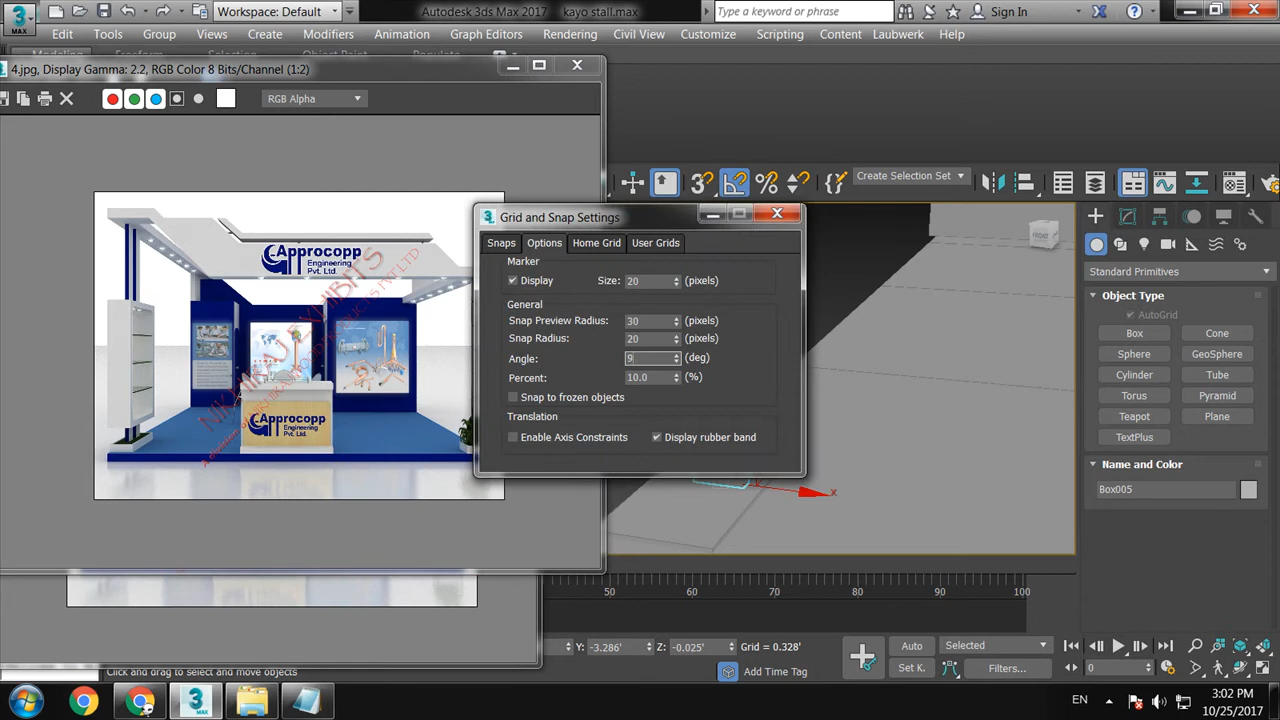 Workspace: Default
Autodesk 3ds Max 2017 kayo stall.max
Type a keyword or phrase
Sign In
MAX
Edit Tools Group Views Create Modifiers Animation Graph Editors Rendering Civil View Customize Scripting Content Laubwerk Help
4.jpg, Display Gamma: 2.2, RGB Color 8 Bits/Channel (1:2)
RGB Alpha
Create Selection Set
Approcopp
Engineering
Pvt. Ltd.
NIKHIL RAJ EXHIBITS
Approcopp
Engineering
Pvt. Ltd.
Grid and Snap Settings
Snaps Options Home Grid User Grids
Marker
Display Size: 20 (pixels)
General
Snap Preview Radius: 30 (pixels)
Snap Radius: 20 (pixels)
Angle: 9 (deg)
Percent: 10.0 (%)
Snap to frozen objects
Translation
Enable Axis Constraints Display rubber band
x
FRONT
Standard Primitives
Object Type
AutoGrid
Box Cone
Sphere GeoSphere
Cylinder Tube
Torus Pyramid
Teapot Plane
TextPlus
Name and Color
Box005
50 60 70 80 90 100
Y: -3.286' Z: -0.025' Grid = 0.328'
Auto Selected
Add Time Tag
Set K. Filters...
0
Click and drag to select and move objects
EN
3:02 PM
10/25/2017